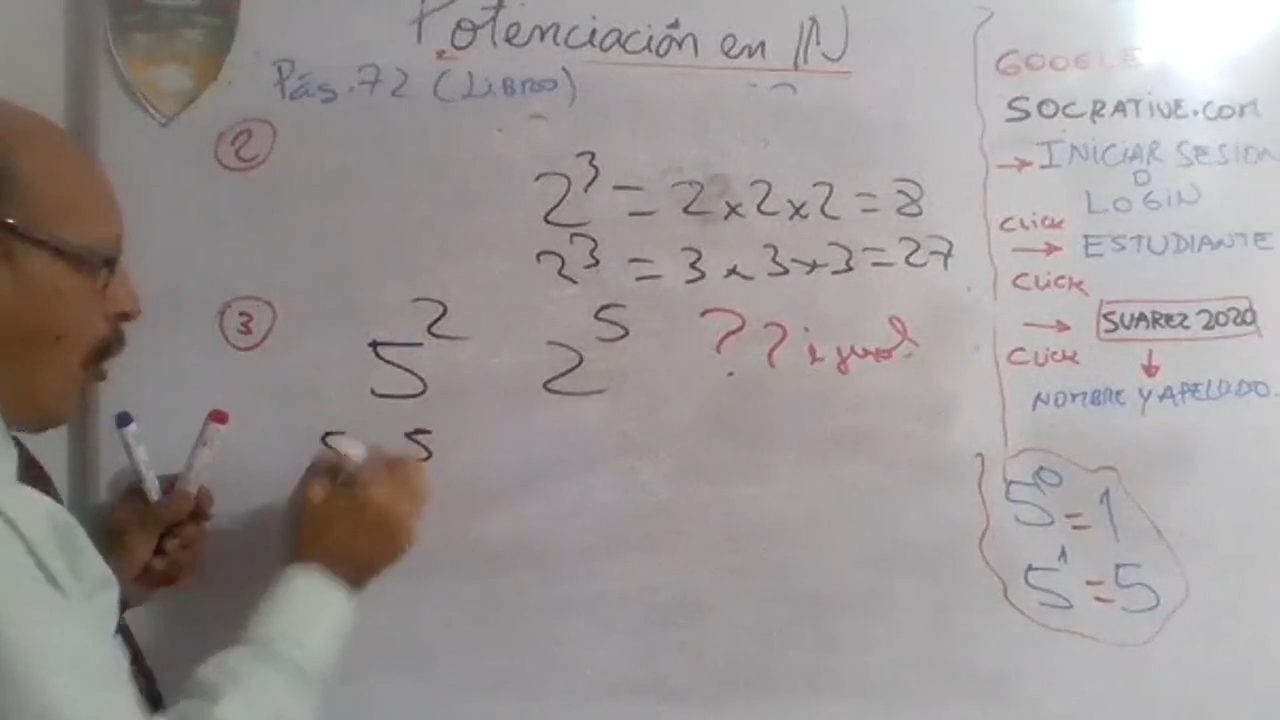 Potenciación en ℕ
Pág. 72 (LIBRO)
②
2³ = 2 x 2 x 2 = 8
2³ = 3 x 3 x 3 = 27
③
5² 2⁵ ? ? igual
5 5
GOOGLE
SOCRATIVE.COM
→ INICIAR SESION
O
LOGIN
CLICK
→ ESTUDIANTE
CLICK
→ SUAREZ 2020
CLICK ↓
NOMBRE Y APELLIDO.
5⁰ = 1
5¹ = 5